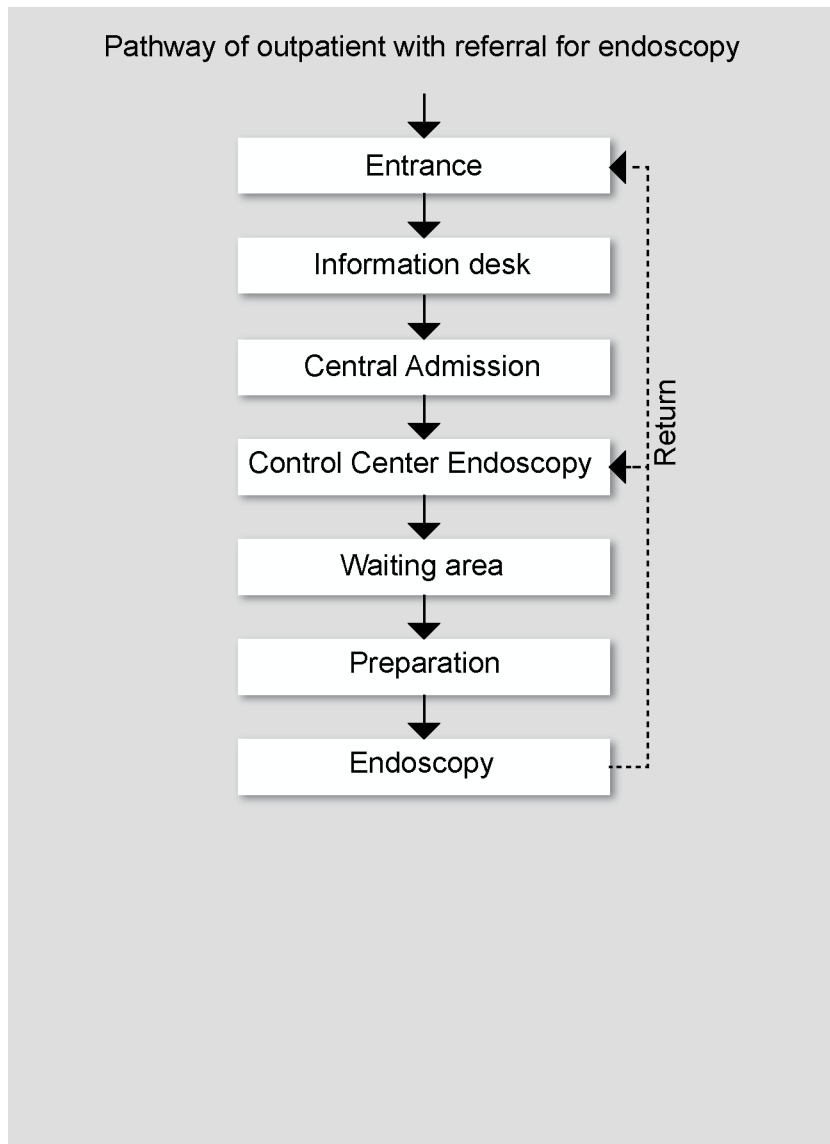 Pathway of outpatient with referral for endoscopy
Entrance
Information desk
Central Admission
Control Center Endoscopy
Waiting area
Preparation
Endoscopy
Return